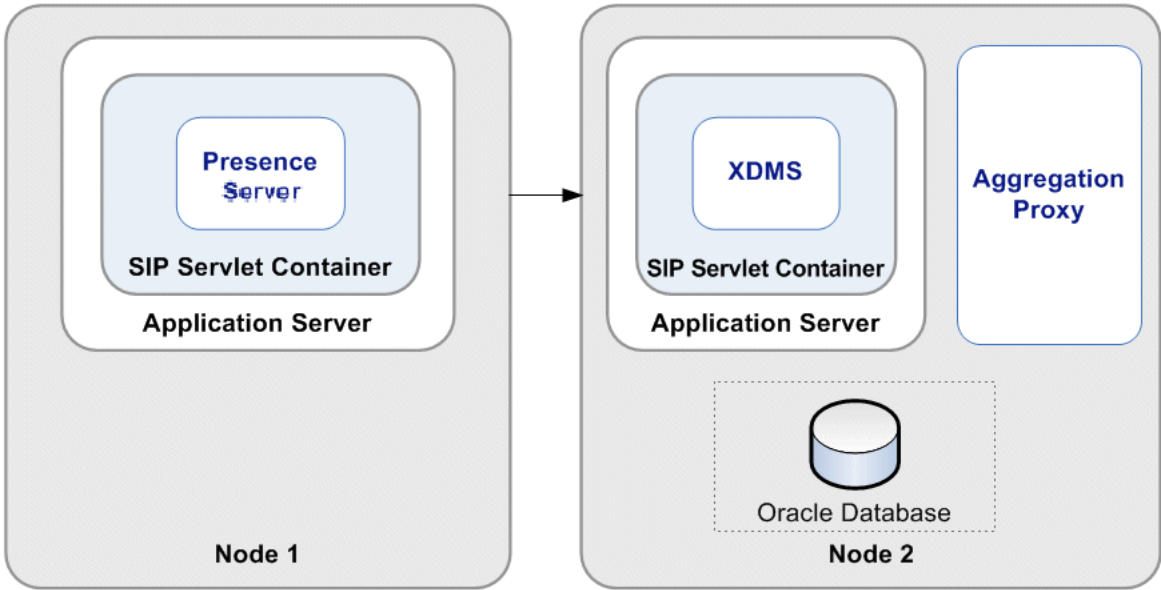 Presence
Server
SIP Servlet Container
Application Server
Node 1
XDMS
SIP Servlet Container
Application Server
Aggregation
Proxy
Oracle Database
Node 2